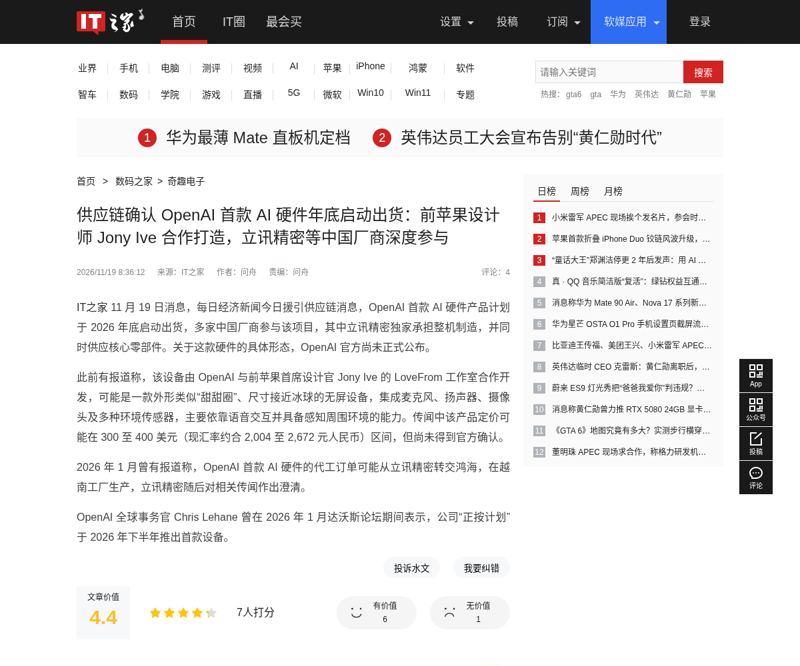 IT之家 首页 IT圈 最会买 设置 投稿 订阅 软媒应用 登录
业界 手机 电脑 测评 视频 AI 苹果 iPhone 鸿蒙 软件
智车 数码 学院 游戏 直播 5G 微软 Win10 Win11 专题
请输入关键词 搜索
热搜： gta6 gta 华为 英伟达 黄仁勋 苹果
1 华为最薄 Mate 直板机定档 2 英伟达员工大会宣布告别“黄仁勋时代”
首页 > 数码之家 > 奇趣电子
供应链确认 OpenAI 首款 AI 硬件年底启动出货：前苹果设计
师 Jony Ive 合作打造，立讯精密等中国厂商深度参与
2026/11/19 8:36:12 来源：IT之家 作者：问舟 责编：问舟 评论：4
IT之家 11 月 19 日消息，每日经济新闻今日援引供应链消息，OpenAI 首款 AI 硬件产品计划
于 2026 年底启动出货，多家中国厂商参与该项目，其中立讯精密独家承担整机制造，并同
时供应核心零部件。关于这款硬件的具体形态，OpenAI 官方尚未正式公布。
此前有报道称，该设备由 OpenAI 与前苹果首席设计官 Jony Ive 的 LoveFrom 工作室合作开
发，可能是一款外形类似“甜甜圈”、尺寸接近冰球的无屏设备，集成麦克风、扬声器、摄像
头及多种环境传感器，主要依靠语音交互并具备感知周围环境的能力。传闻中该产品定价可
能在 300 至 400 美元（现汇率约合 2,004 至 2,672 元人民币）区间，但尚未得到官方确认。
2026 年 1 月曾有报道称，OpenAI 首款 AI 硬件的代工订单可能从立讯精密转交鸿海，在越
南工厂生产，立讯精密随后对相关传闻作出澄清。
OpenAI 全球事务官 Chris Lehane 曾在 2026 年 1 月达沃斯论坛期间表示，公司“正按计划”
于 2026 年下半年推出首款设备。
投诉水文 我要纠错
文章价值
4.4
7人打分
有价值
6
无价值
1
日榜 周榜 月榜
1 小米雷军 APEC 现场挨个发名片，参会时…
2 苹果首款折叠 iPhone Duo 铰链风波升级，…
3 “童话大王”郑渊洁停更 2 年后发声：用 AI …
4 真 · QQ 音乐简洁版“复活”：绿钻权益互通…
5 消息称华为 Mate 90 Air、Nova 17 系列新…
6 华为星芒 OSTA O1 Pro 手机设置页截屏流…
7 比亚迪王传福、美团王兴、小米雷军 APEC…
8 英伟达临时 CEO 克雷斯：黄仁勋离职后，…
9 蔚来 ES9 灯光秀把“爸爸我爱你”判违规？…
10 消息称黄仁勋曾力推 RTX 5080 24GB 显卡…
11 《GTA 6》地图究竟有多大？实测步行横穿…
12 董明珠 APEC 现场求合作，称格力研发机…
App
公众号
投稿
评论